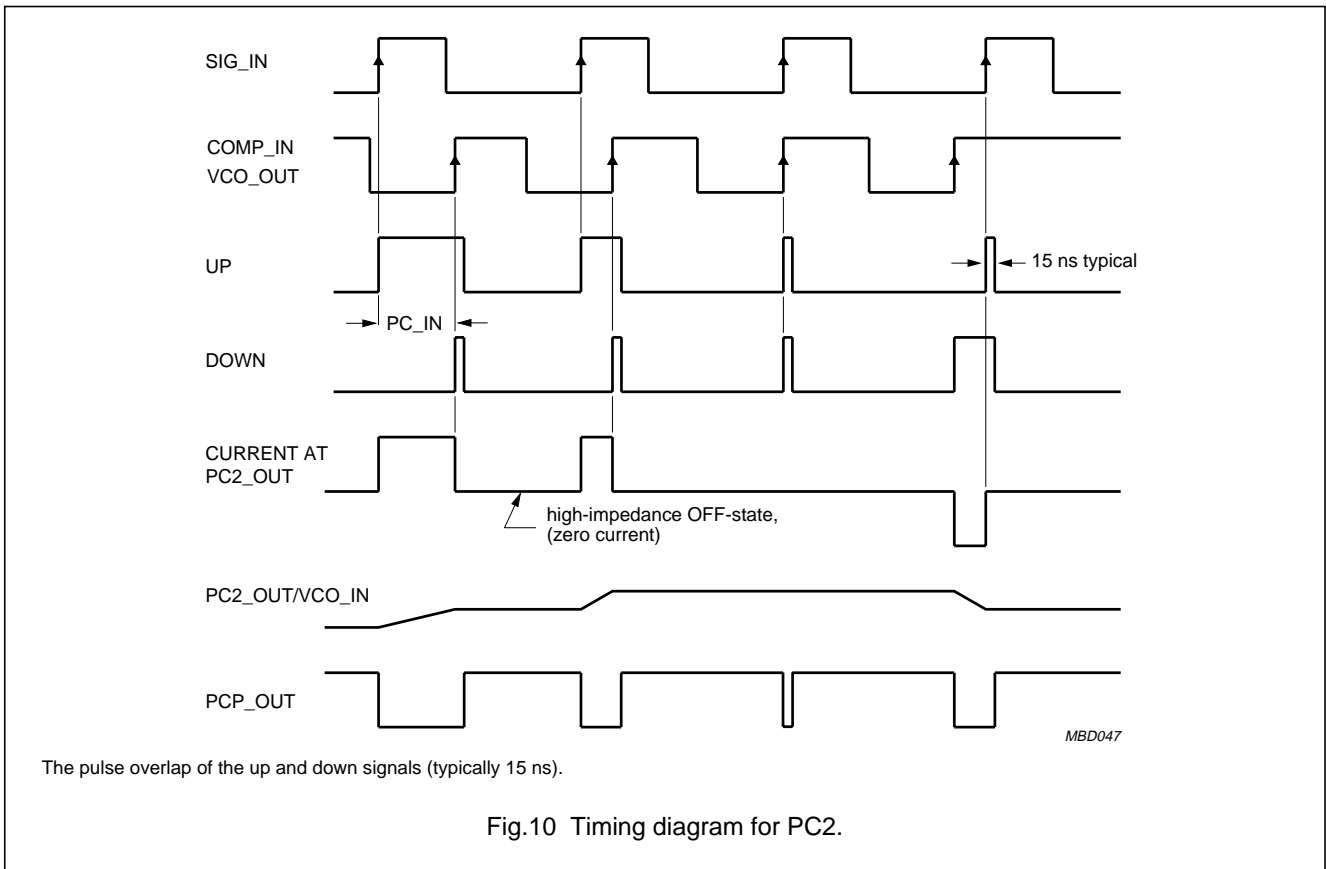 SIG_IN
COMP_IN
VCO_OUT
UP
15 ns typical
PC_IN
DOWN
CURRENT AT
PC2_OUT
high-impedance OFF-state,
(zero current)
PC2_OUT/VCO_IN
PCP_OUT
MBD047
The pulse overlap of the up and down signals (typically 15 ns).
Fig.10 Timing diagram for PC2.